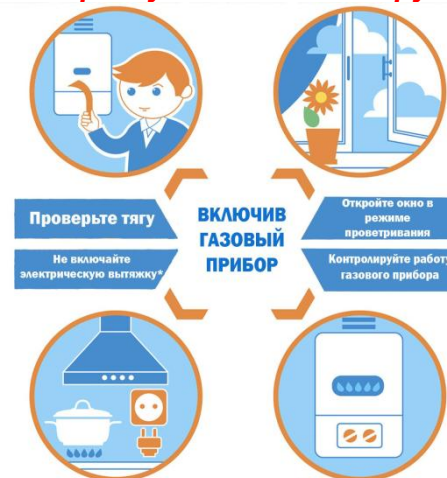 Проверьте тягу
Не включайте
электрическую вытяжку*
ВКЛЮЧИВ
ГАЗОВЫЙ
ПРИБОР
Откройте окно в
режиме
проветривания
Контролируйте работу
газового прибора